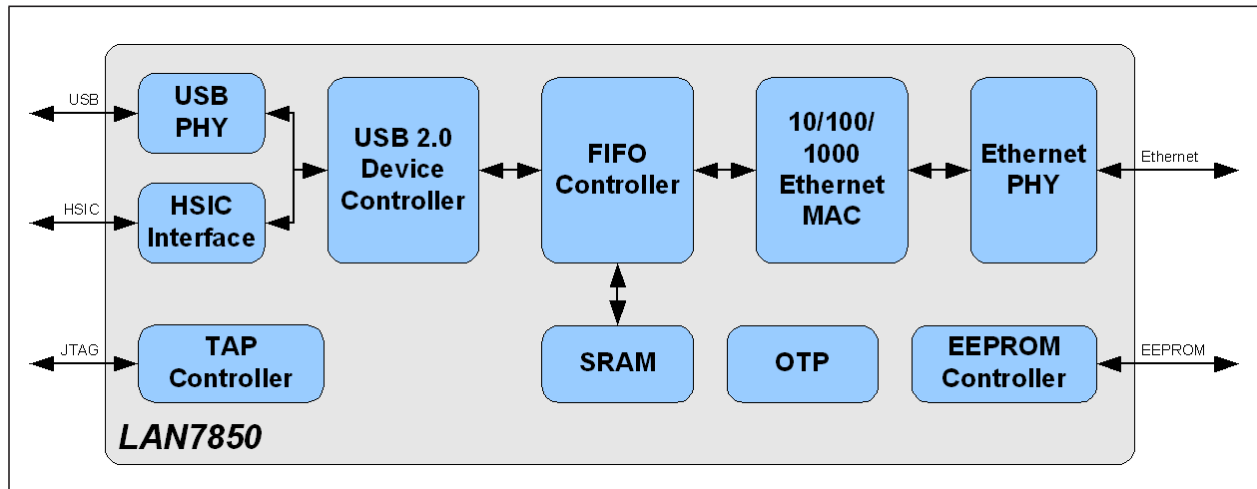 USB
USB
PHY
HSIC
HSIC
Interface
USB 2.0
Device
Controller
FIFO
Controller
10/100/
1000
Ethernet
MAC
Ethernet
PHY
Ethernet
JTAG
TAP
Controller
SRAM
OTP
EEPROM
Controller
EEPROM
LAN7850